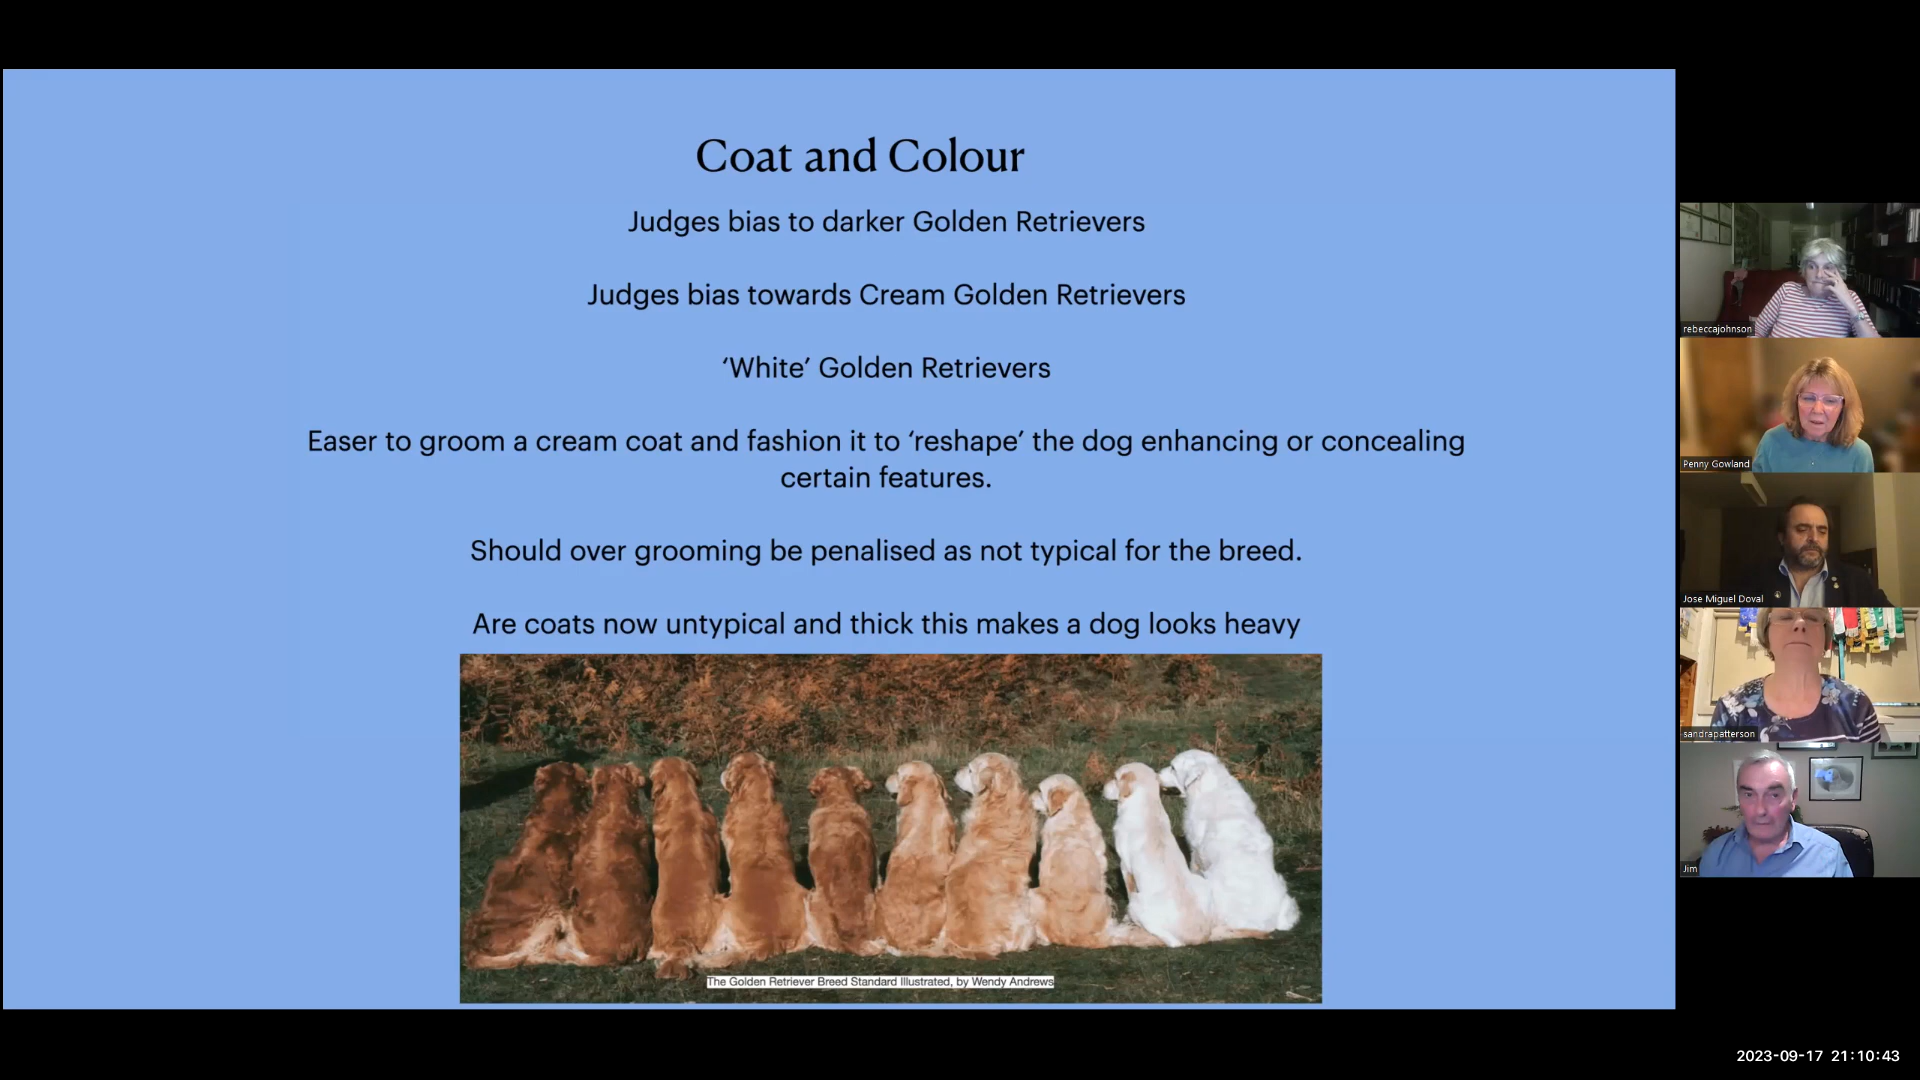 Coat and Colour
Judges bias to darker Golden Retrievers
Judges bias towards Cream Golden Retrievers
‘White’ Golden Retrievers
Easer to groom a cream coat and fashion it to ‘reshape’ the dog enhancing or concealing
certain features.
Should over grooming be penalised as not typical for the breed.
Are coats now untypical and thick this makes a dog looks heavy
The Golden Retriever Breed Standard Illustrated, by Wendy Andrews
rebeccajohnson
Penny Gowland
Jose Miguel Doval
sandrapatterson
Jim
2023-09-17 21:10:43